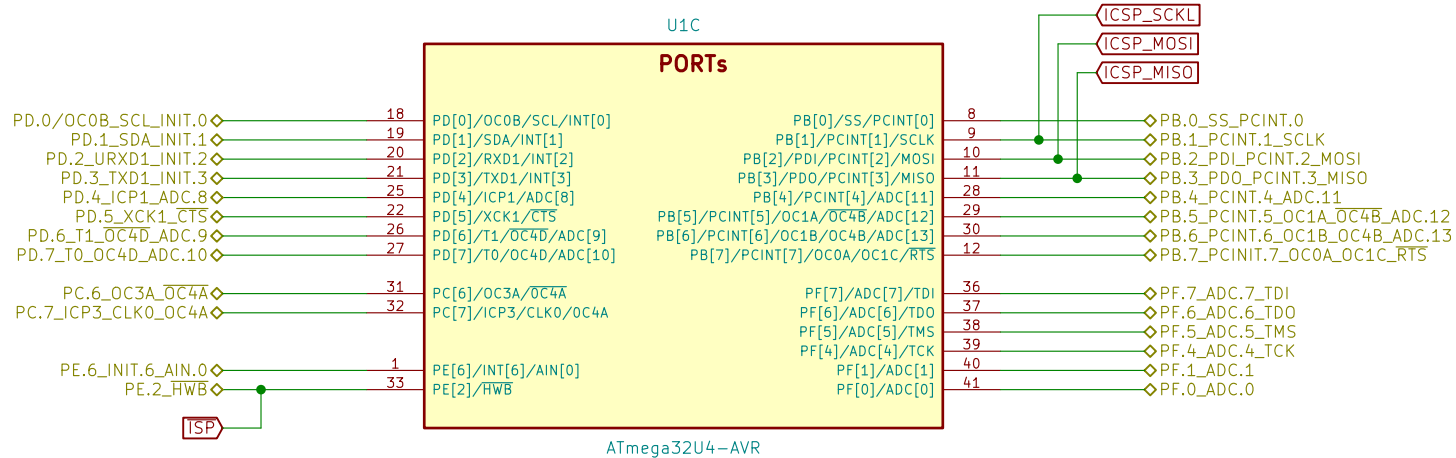 U1C
PORTs
ICSP_SCKL
ICSP_MOSI
ICSP_MISO
PD.0/OC0B_SCL_INIT.0 18 PD[0]/OC0B/SCL/INT[0] PB[0]/SS/PCINT[0] 8 PB.0_SS_PCINT.0
PD.1_SDA_INIT.1 19 PD[1]/SDA/INT[1] PB[1]/PCINT[1]/SCLK 9 PB.1_PCINT.1_SCLK
PD.2_URXD1_INIT.2 20 PD[2]/RXD1/INT[2] PB[2]/PDI/PCINT[2]/MOSI 10 PB.2_PDI_PCINT.2_MOSI
PD.3_TXD1_INIT.3 21 PD[3]/TXD1/INT[3] PB[3]/PDO/PCINT[3]/MISO 11 PB.3_PDO_PCINT.3_MISO
PD.4_ICP1_ADC.8 25 PD[4]/ICP1/ADC[8] PB[4]/PCINT[4]/ADC[11] 28 PB.4_PCINT.4_ADC.11
PD.5_XCK1_CTS 22 PD[5]/XCK1/CTS PB[5]/PCINT[5]/OC1A/OC4B/ADC[12] 29 PB.5_PCINT.5_OC1A_OC4B_ADC.12
PD.6_T1_OC4D_ADC.9 26 PD[6]/T1/OC4D/ADC[9] PB[6]/PCINT[6]/OC1B/OC4B/ADC[13] 30 PB.6_PCINT.6_OC1B_OC4B_ADC.13
PD.7_T0_OC4D_ADC.10 27 PD[7]/T0/OC4D/ADC[10] PB[7]/PCINT[7]/OC0A/OC1C/RTS 12 PB.7_PCINIT.7_OC0A_OC1C_RTS
PC.6_OC3A_OC4A 31 PC[6]/OC3A/OC4A PF[7]/ADC[7]/TDI 36 PF.7_ADC.7_TDI
PC.7_ICP3_CLK0_OC4A 32 PC[7]/ICP3/CLK0/OC4A PF[6]/ADC[6]/TDO 37 PF.6_ADC.6_TDO
PF[5]/ADC[5]/TMS 38 PF.5_ADC.5_TMS
PF[4]/ADC[4]/TCK 39 PF.4_ADC.4_TCK
PE.6_INIT.6_AIN.0 1 PE[6]/INT[6]/AIN[0] PF[1]/ADC[1] 40 PF.1_ADC.1
PE.2_HWB 33 PE[2]/HWB PF[0]/ADC[0] 41 PF.0_ADC.0
ISP
ATmega32U4-AVR